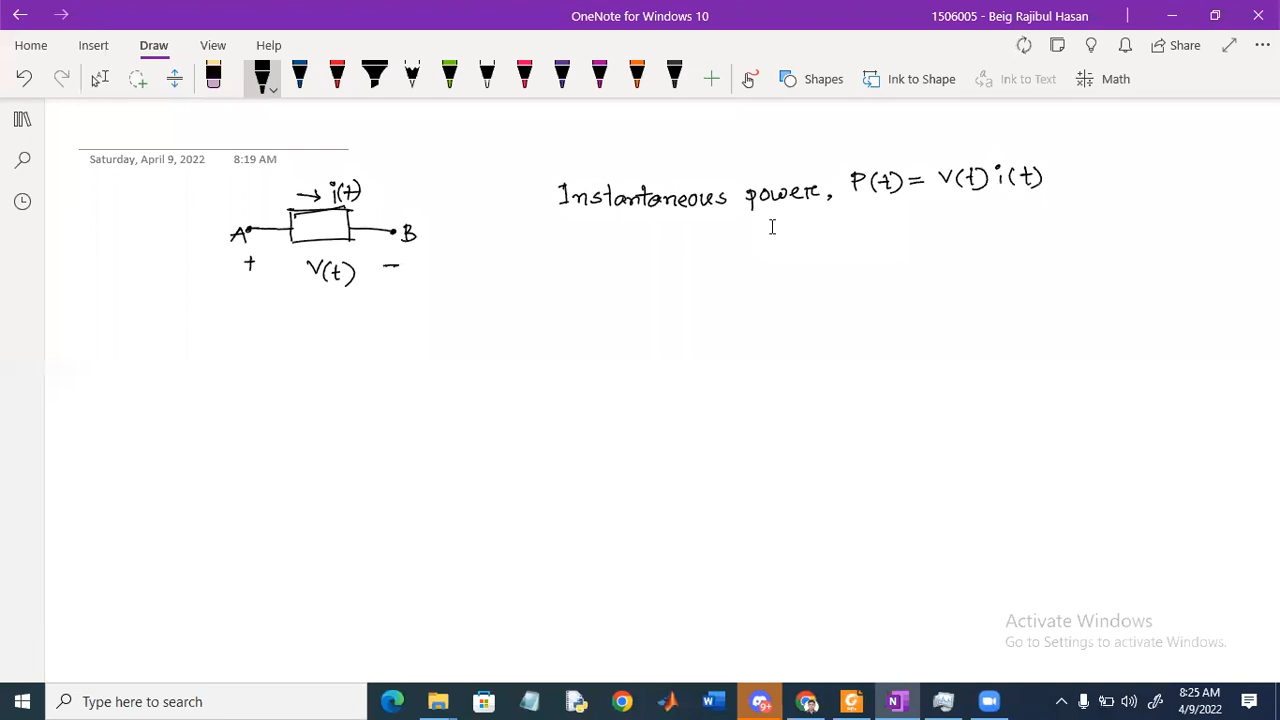 OneNote for Windows 10
1506005 - Beig Rajibul Hasan
Home Insert Draw View Help
Share
Shapes Ink to Shape Ink to Text Math
Saturday, April 9, 2022 8:19 AM
→ i(t)
A B
+ V(t) −
Instantaneous power, P(t) = V(t) i(t)
Activate Windows
Go to Settings to activate Windows.
Type here to search
9+
8:25 AM
4/9/2022